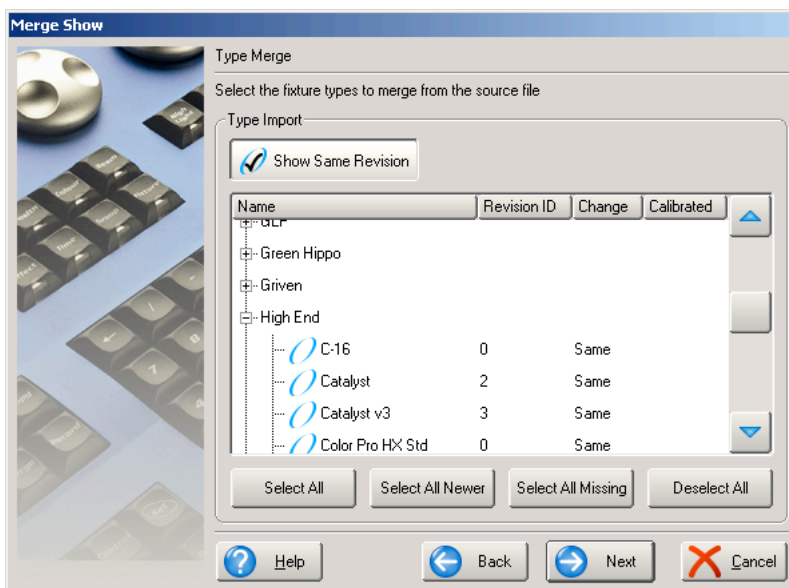 Merge Show
Type Merge
Select the fixture types to merge from the source file
Type Import
Show Same Revision
Name Revision ID Change Calibrated
GLP
Green Hippo
Griven
High End
C-16 0 Same
Catalyst 2 Same
Catalyst v3 3 Same
Color Pro HX Std 0 Same
Select All Select All Newer Select All Missing Deselect All
Help Back Next Cancel